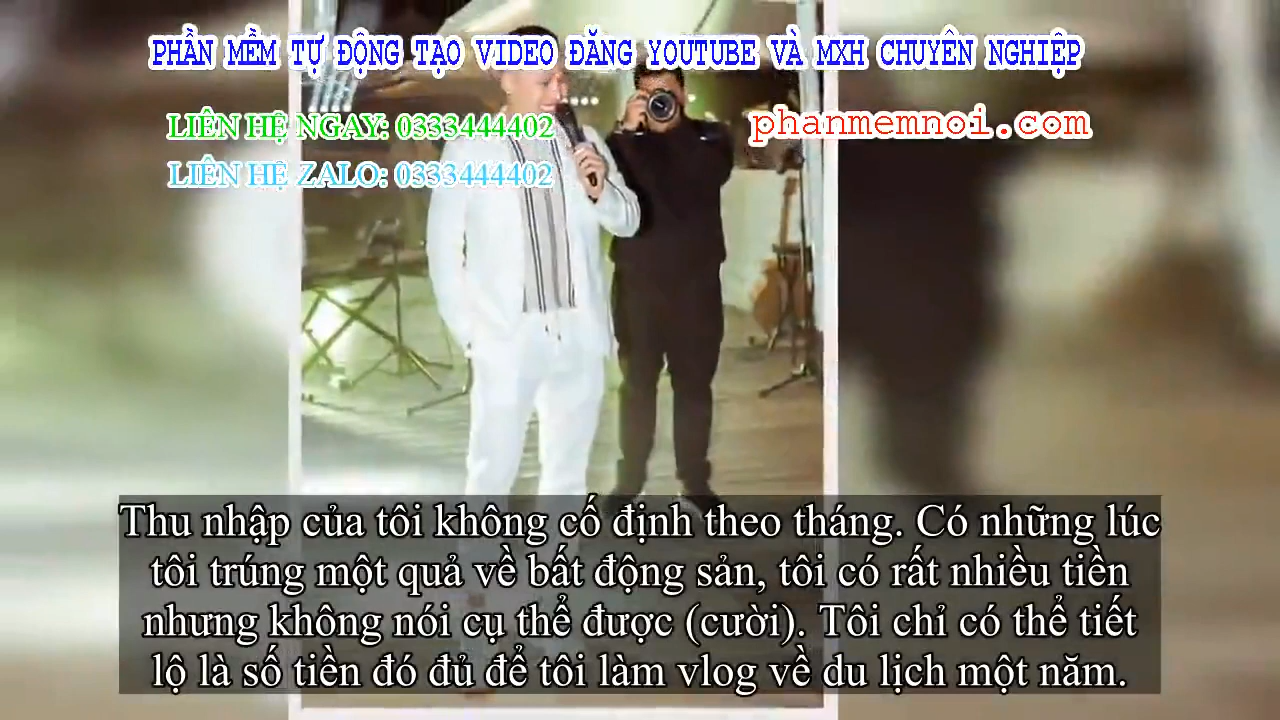 PHẦN MỀM TỰ ĐỘNG TẠO VIDEO ĐĂNG YOUTUBE VÀ MXH CHUYÊN NGHIỆP
LIÊN HỆ NGAY: 0333444402
phanmemnoi.com
LIÊN HỆ ZALO: 0333444402
Thu nhập của tôi không cố định theo tháng. Có những lúc
tôi trúng một quả về bất động sản, tôi có rất nhiều tiền
nhưng không nói cụ thể được (cười). Tôi chỉ có thể tiết
lộ là số tiền đó đủ để tôi làm vlog về du lịch một năm.